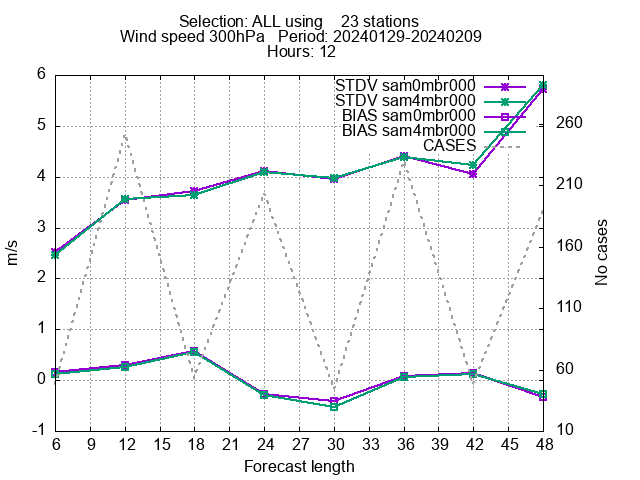 Selection: ALL using    23 stations
Wind speed 300hPa   Period: 20240129-20240209
Hours: 12
STDV sam0mbr000
STDV sam4mbr000
BIAS sam0mbr000
BIAS sam4mbr000
CASES
6
5
4
3
2
1
0
-1
m/s
260
210
160
110
60
10
No cases
6 9 12 15 18 21 24 27 30 33 36 39 42 45 48
Forecast length